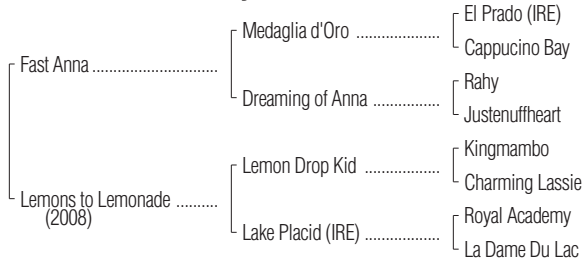 El Prado (IRE)
Medaglia d'Oro ..................
Cappucino Bay
Fast Anna ...........................
Rahy
Dreaming of Anna ................
Justenuffheart
Kingmambo
Lemon Drop Kid ................
Charming Lassie
Lemons to Lemonade .........
(2008)
Royal Academy
Lake Placid (IRE) ................
La Dame Du Lac